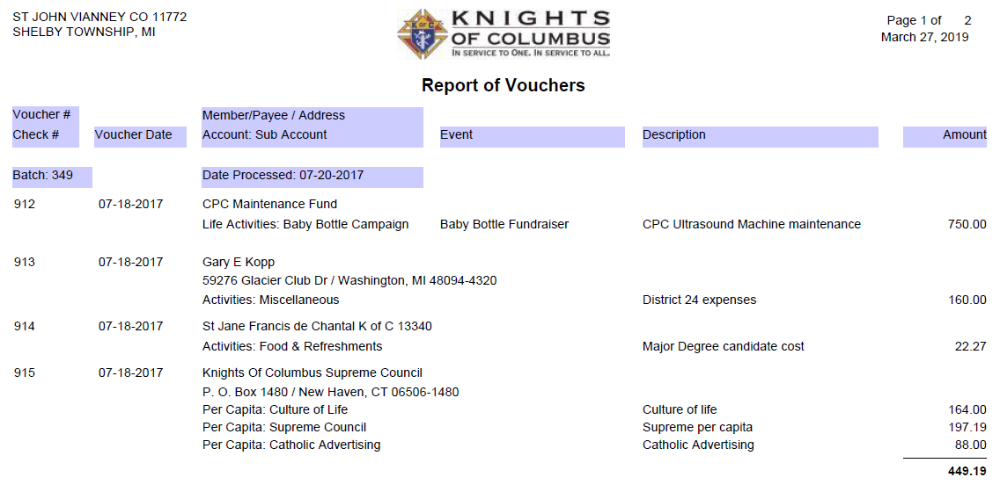 ST JOHN VIANNEY CO 11772
SHELBY TOWNSHIP, MI
K of C
KNIGHTS
OF COLUMBUS
IN SERVICE TO ONE. IN SERVICE TO ALL.
Page 1 of 2
March 27, 2019
Report of Vouchers
Voucher # Member/Payee / Address
Check # Voucher Date Account: Sub Account Event Description Amount
Batch: 349 Date Processed: 07-20-2017
912 07-18-2017 CPC Maintenance Fund
Life Activities: Baby Bottle Campaign Baby Bottle Fundraiser CPC Ultrasound Machine maintenance 750.00
913 07-18-2017 Gary E Kopp
59276 Glacier Club Dr / Washington, MI 48094-4320
Activities: Miscellaneous District 24 expenses 160.00
914 07-18-2017 St Jane Francis de Chantal K of C 13340
Activities: Food & Refreshments Major Degree candidate cost 22.27
915 07-18-2017 Knights Of Columbus Supreme Council
P. O. Box 1480 / New Haven, CT 06506-1480
Per Capita: Culture of Life Culture of life 164.00
Per Capita: Supreme Council Supreme per capita 197.19
Per Capita: Catholic Advertising Catholic Advertising 88.00
449.19